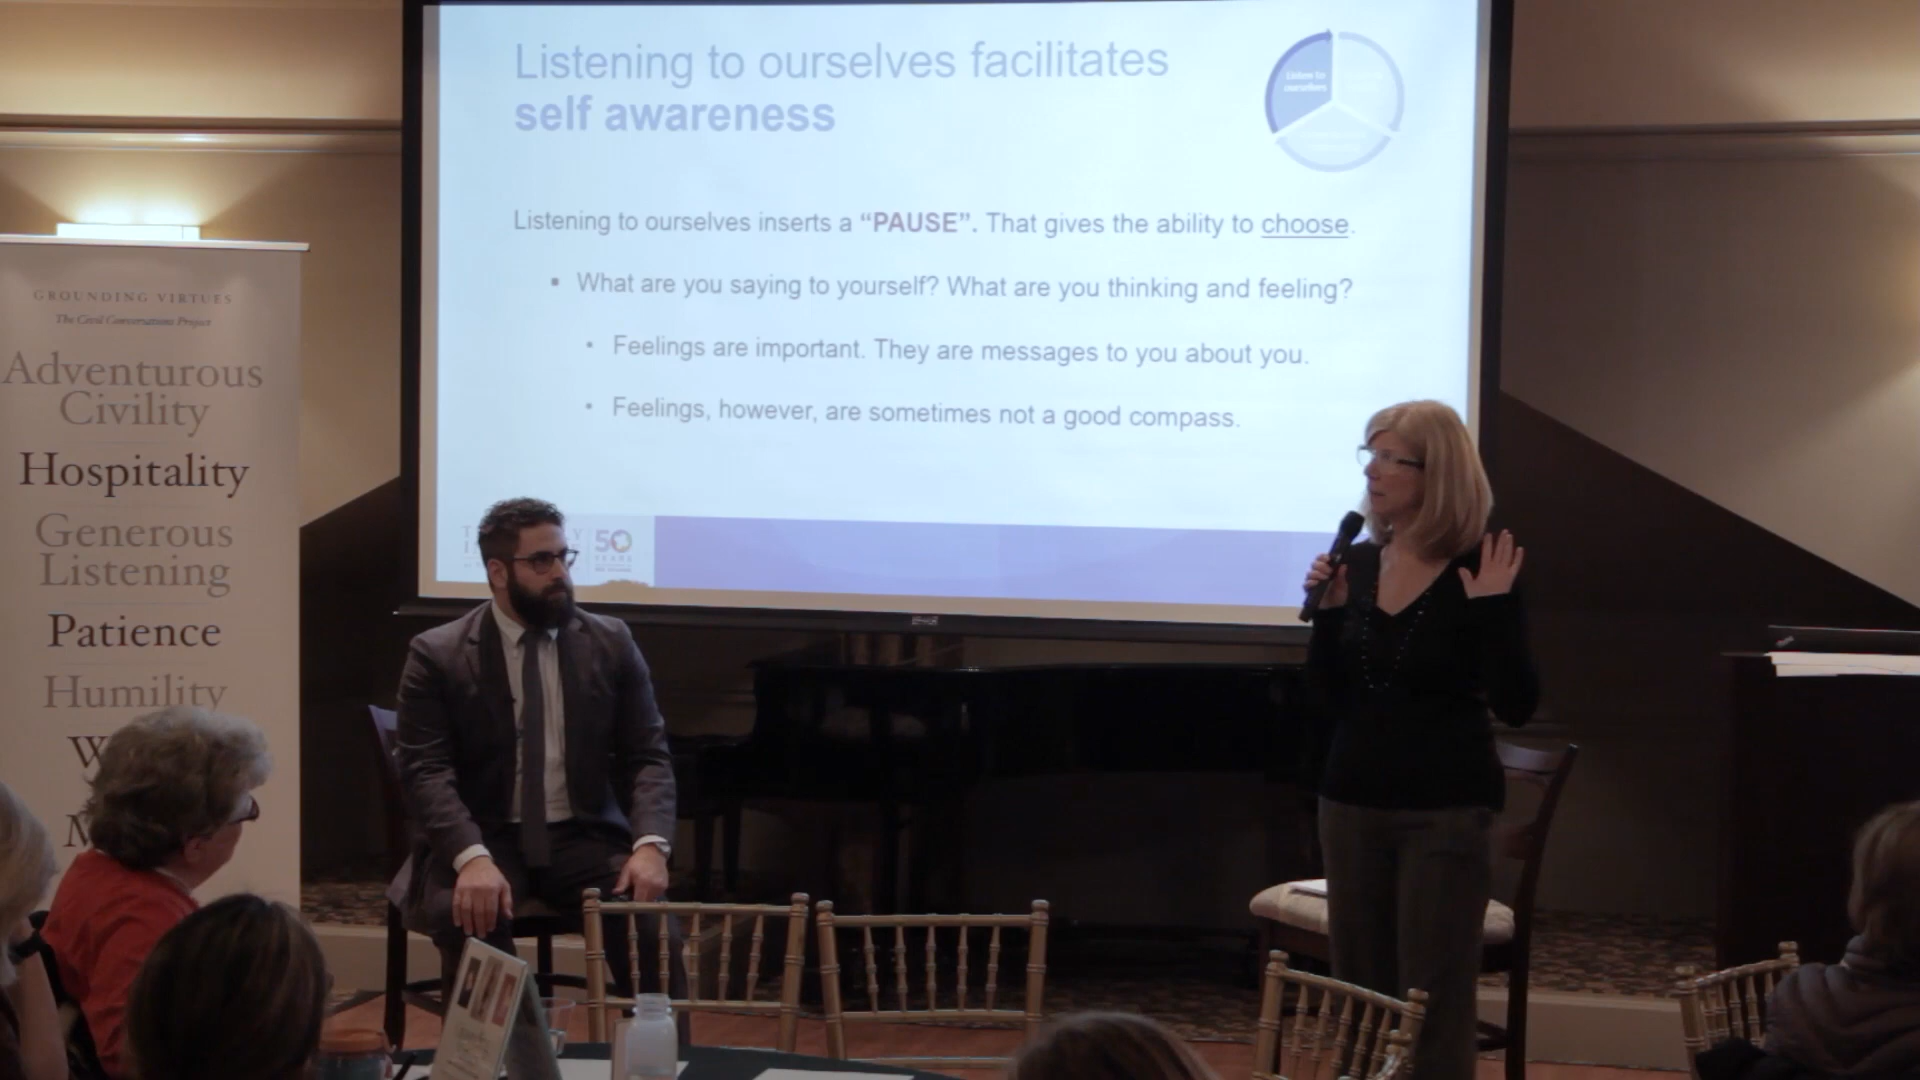 Listening to ourselves facilitates
self awareness
Listen to
ourselves
Listening to ourselves inserts a “PAUSE”. That gives the ability to choose.
▪ What are you saying to yourself? What are you thinking and feeling?
• Feelings are important. They are messages to you about you.
• Feelings, however, are sometimes not a good compass.
50
YEARS
GROUNDING VIRTUES
The Civil Conversations Project
Adventurous
Civility
Hospitality
Generous
Listening
Patience
Humility